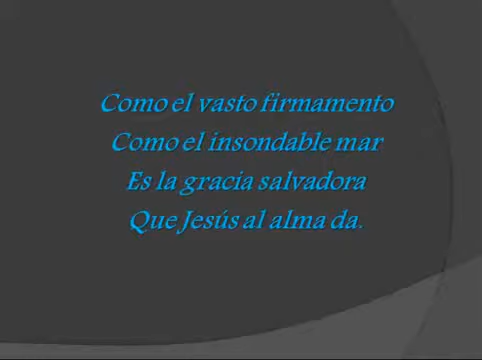 Como el vasto firmamento
Como el insondable mar
Es la gracia salvadora
Que Jesús al alma da.